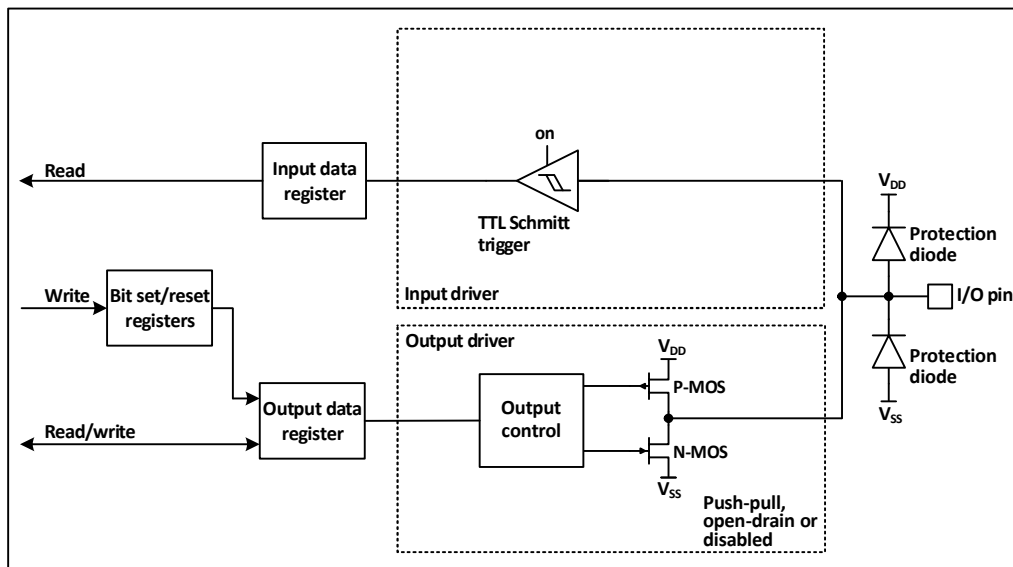 on
Read
Input data
register
TTL Schmitt
trigger
VDD
Protection
diode
Write
Bit set/reset
registers
Input driver
I/O pin
Output driver
VDD
P-MOS
Protection
diode
Output data
register
Output
control
VSS
Read/write
N-MOS
VSS
Push-pull,
open-drain or
disabled